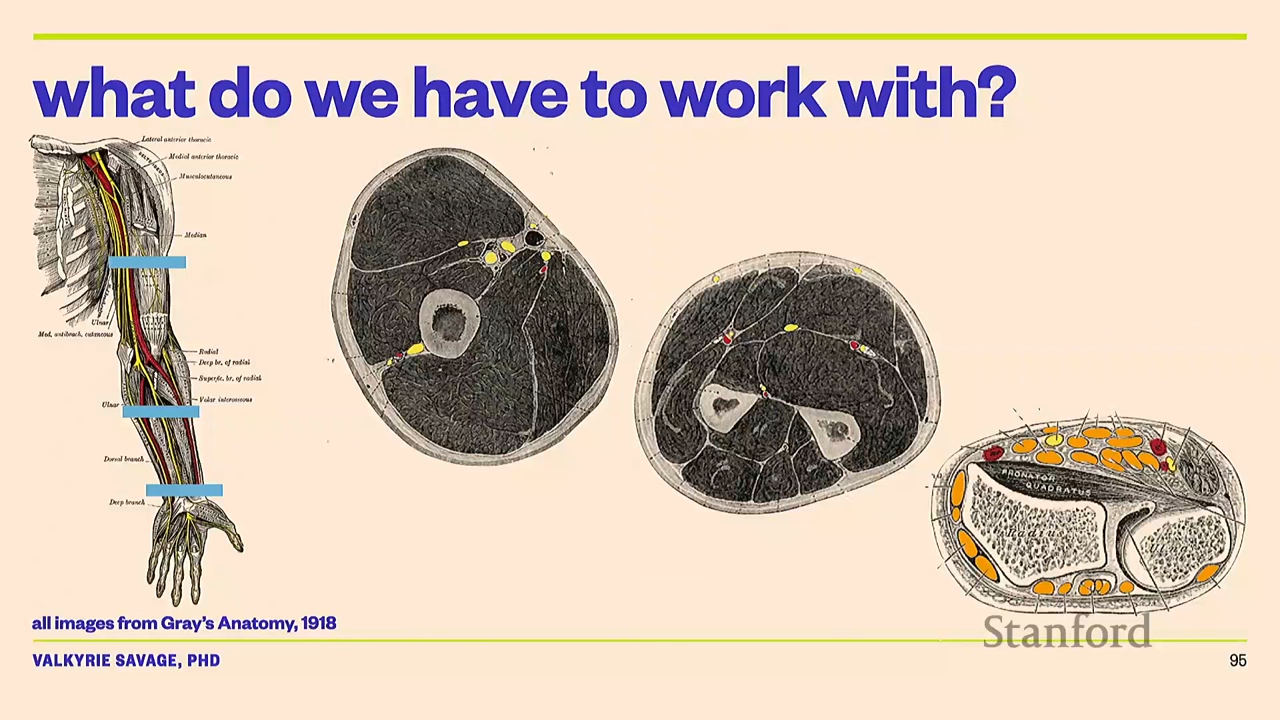 what do we have to work with?
Lateral anterior thoracic
Medial anterior thoracic
Musculocutaneous
Median
Ulnar
Med. antibrach. cutaneous
Radial
Deep br. of radial
Superfic. br. of radial
Volar interosseous
Ulnar
Dorsal branch
Deep branch
PRONATOR
QUADRATUS
all images from Gray's Anatomy, 1918
Stanford
VALKYRIE SAVAGE, PHD
95